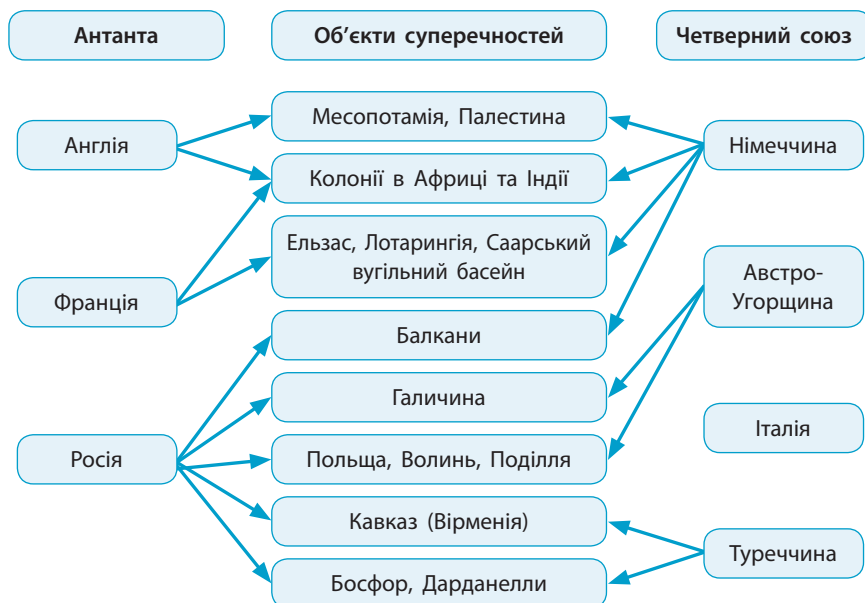 Антанта
Об’єкти суперечностей
Четверний союз
Англія
Франція
Росія
Месопотамія, Палестина
Колонії в Африці та Індії
Ельзас, Лотарингія, Саарський
вугільний басейн
Балкани
Галичина
Польща, Волинь, Поділля
Кавказ (Вірменія)
Босфор, Дарданелли
Німеччина
Австро-
Угорщина
Італія
Туреччина